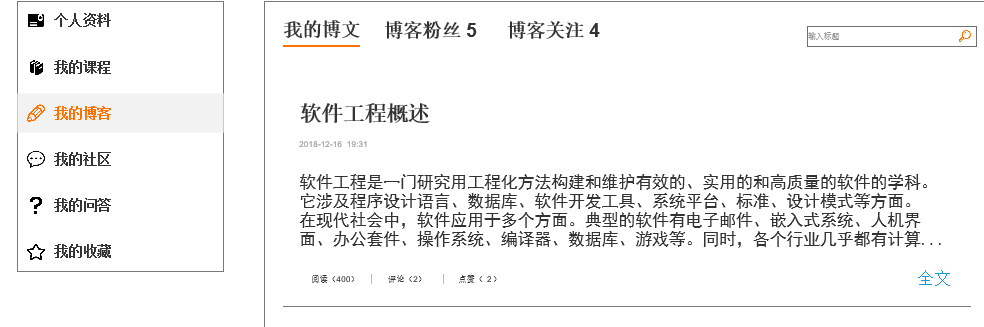 个人资料
我的课程
我的博客
我的社区
我的问答
我的收藏
我的博文 博客粉丝 5 博客关注 4
输入标题
软件工程概述
2018-12-16 19:31
软件工程是一门研究用工程化方法构建和维护有效的、实用的和高质量的软件的学科。
它涉及程序设计语言、数据库、软件开发工具、系统平台、标准、设计模式等方面。
在现代社会中，软件应用于多个方面。典型的软件有电子邮件、嵌入式系统、人机界
面、办公套件、操作系统、编译器、数据库、游戏等。同时，各个行业几乎都有计算...
阅读（400） 评论（2） 点赞（ 2） 全文